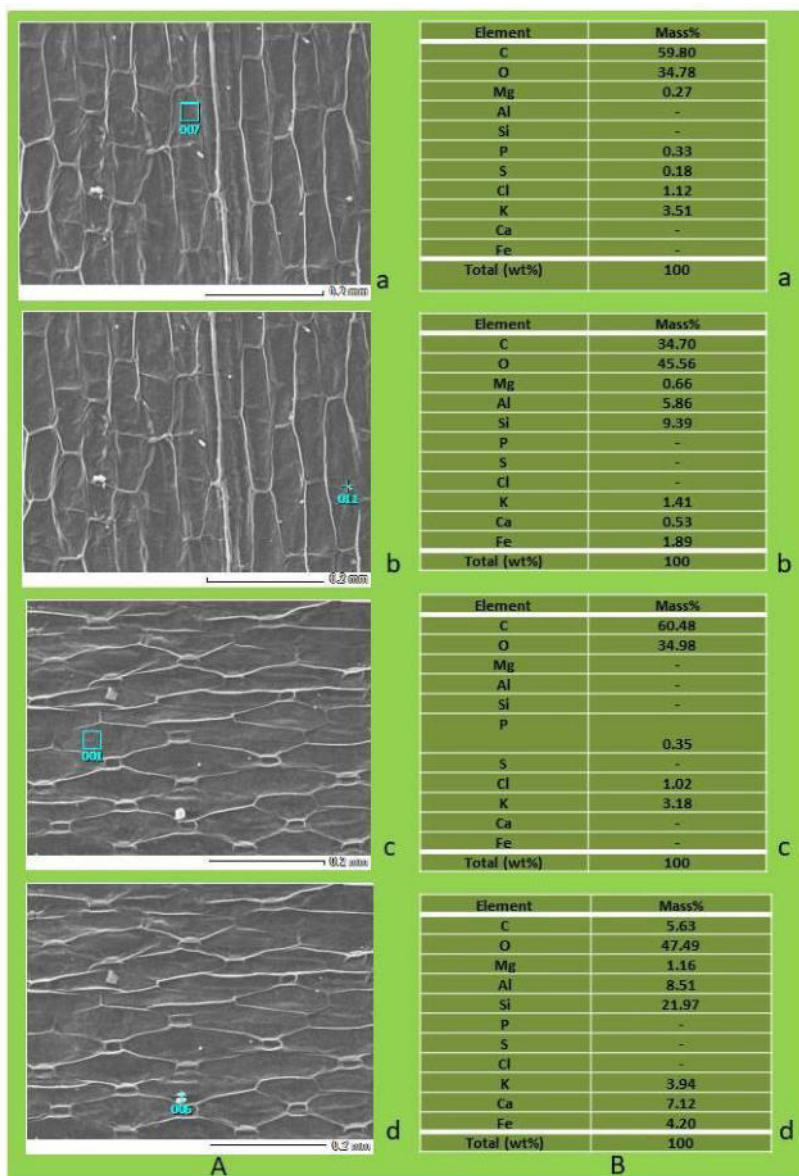 007
0.2 mm
a
Element Mass%
C 59.80
O 34.78
Mg 0.27
Al -
Si -
P 0.33
S 0.18
Cl 1.12
K 3.51
Ca -
Fe -
Total (wt%) 100
a
011
0.2 mm
b
Element Mass%
C 34.70
O 45.56
Mg 0.66
Al 5.86
Si 9.39
P -
S -
Cl -
K 1.41
Ca 0.53
Fe 1.89
Total (wt%) 100
b
001
0.2 mm
c
Element Mass%
C 60.48
O 34.98
Mg -
Al -
Si -
P 0.35
S -
Cl 1.02
K 3.18
Ca -
Fe -
Total (wt%) 100
c
006
0.2 mm
d
Element Mass%
C 5.63
O 47.49
Mg 1.16
Al 8.51
Si 21.97
P -
S -
Cl -
K 3.94
Ca 7.12
Fe 4.20
Total (wt%) 100
d
A B